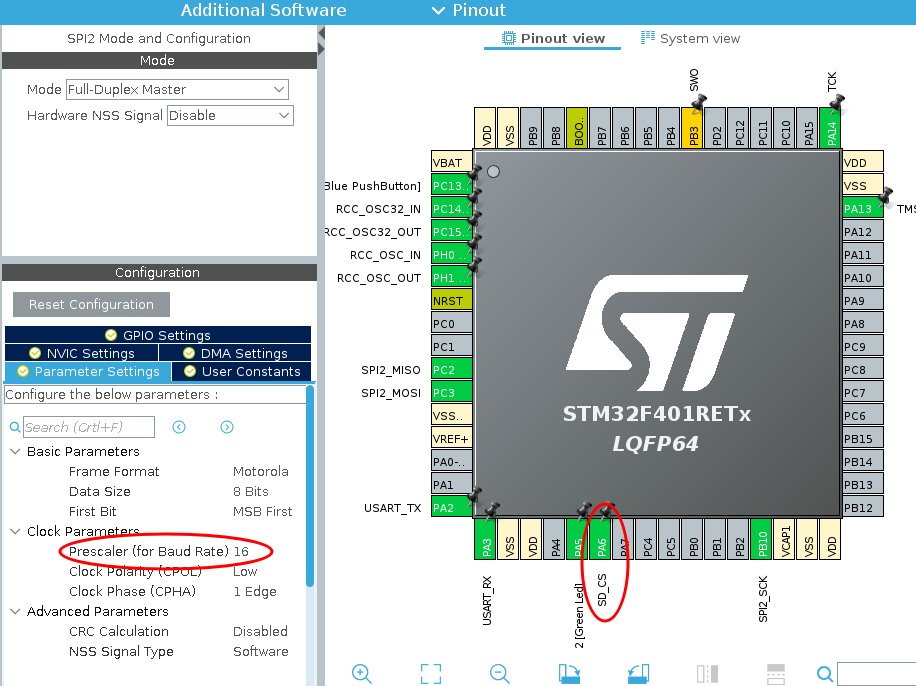 Additional Software
Pinout
SPI2 Mode and Configuration
Mode
Mode Full-Duplex Master
Hardware NSS Signal Disable
Configuration
Reset Configuration
GPIO Settings
NVIC Settings
DMA Settings
Parameter Settings
User Constants
Configure the below parameters :
Search (Crtl+F)
Basic Parameters
Frame Format Motorola
Data Size 8 Bits
First Bit MSB First
Clock Parameters
Prescaler (for Baud Rate) 16
Clock Polarity (CPOL) Low
Clock Phase (CPHA) 1 Edge
Advanced Parameters
CRC Calculation Disabled
NSS Signal Type Software
Pinout view
System view
SWO
TCK
VDD
VSS
PB9
PB8
BOO..
PB7
PB6
PB5
PB4
PB3
PD2
PC12
PC11
PC10
PA15
PA14
VBAT
Blue PushButton] PC13..
RCC_OSC32_IN PC14..
RCC_OSC32_OUT PC15..
RCC_OSC_IN PH0 ..
RCC_OSC_OUT PH1 ..
NRST
PC0
PC1
SPI2_MISO PC2
SPI2_MOSI PC3
VSS..
VREF+
PA0-..
PA1
USART_TX PA2
STM32F401RETx
LQFP64
VDD
VSS
PA13 TMS
PA12
PA11
PA10
PA9
PA8
PC9
PC8
PC7
PC6
PB15
PB14
PB13
PB12
PA3
VSS
VDD
PA4
PA5
PA6
PA7
PC4
PC5
PB0
PB1
PB2
PB10
VCAP1
VSS
VDD
USART_RX
2 [Green Led]
SD_CS
SPI2_SCK